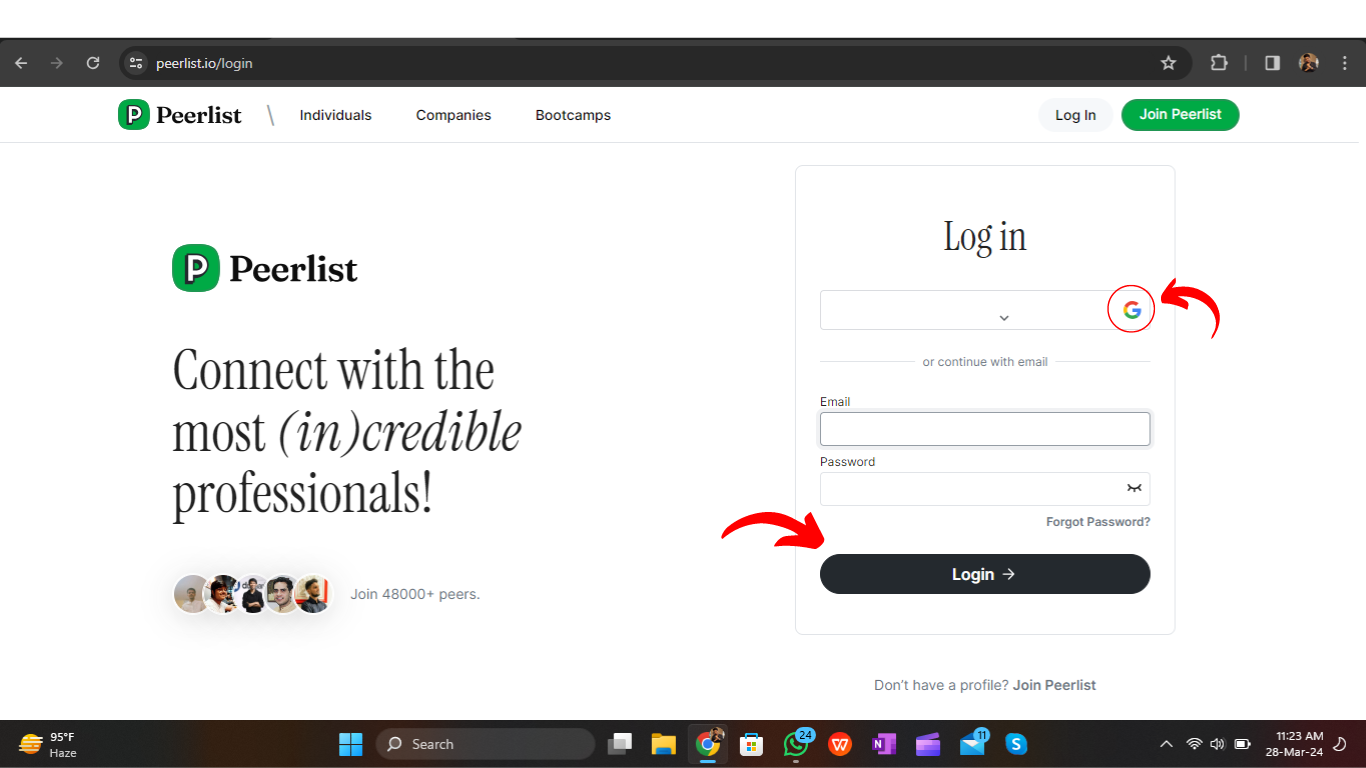 peerlist.io/login
Peerlist \ Individuals Companies Bootcamps Log In Join Peerlist
Peerlist
Connect with the
most (in)credible
professionals!
Join 48000+ peers.
Log in
or continue with email
Email
Password
Forgot Password?
Login →
Don't have a profile? Join Peerlist
95°F
Haze
Search
24
11
11:23 AM
28-Mar-24